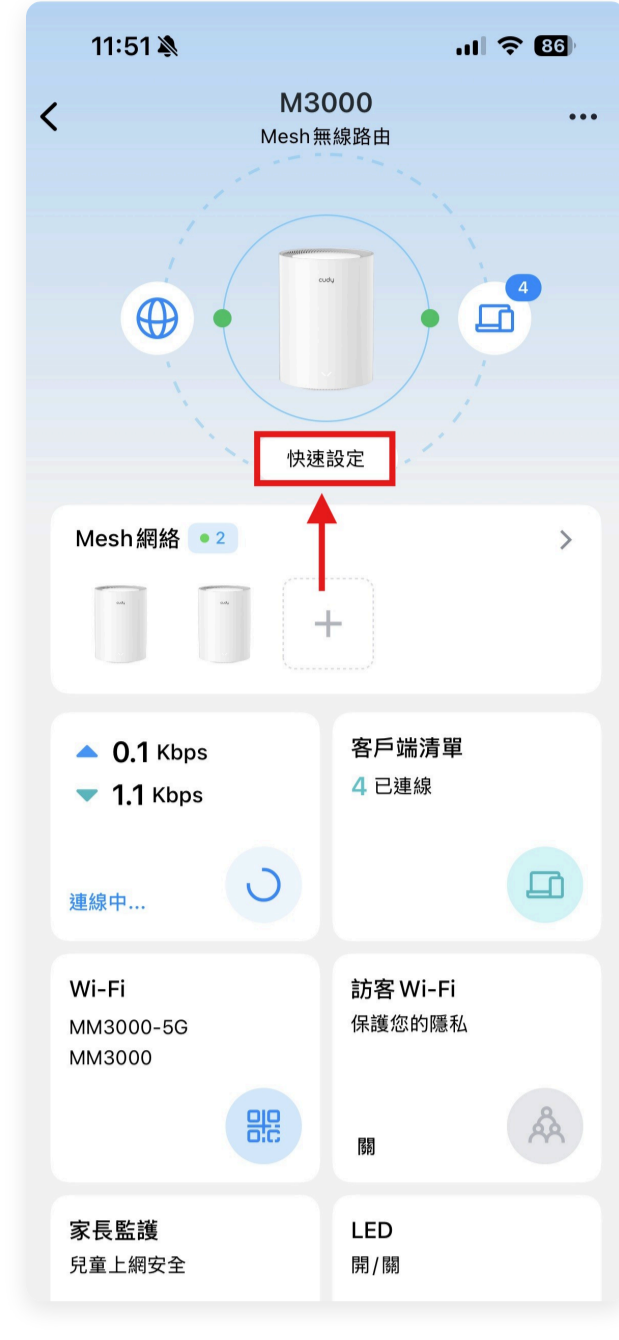 11:51
86
M3000
Mesh無線路由
cudy
4
快速設定
Mesh網絡
2
cudy
cudy
0.1 Kbps
1.1 Kbps
連線中...
客戶端清單
4 已連線
Wi-Fi
MM3000-5G
MM3000
訪客 Wi-Fi
保護您的隱私
關
家長監護
兒童上網安全
LED
開/關